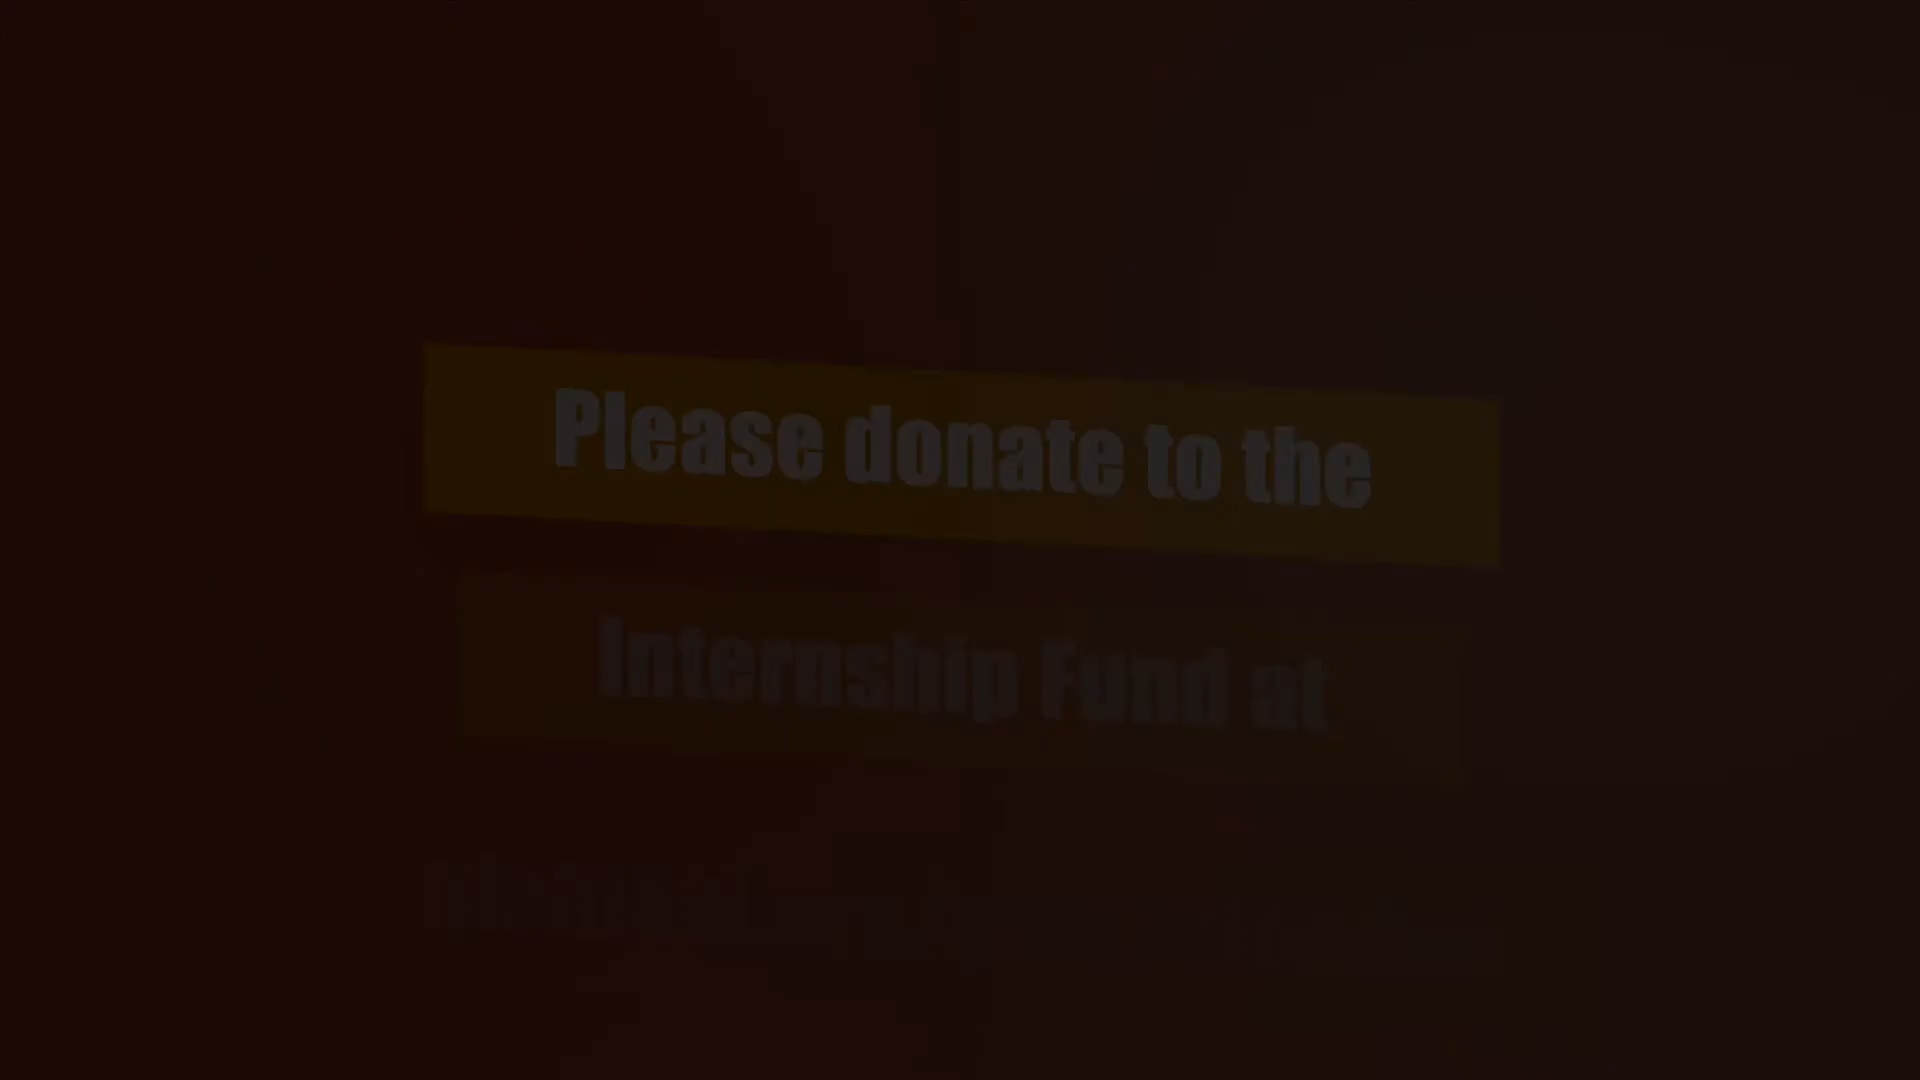 Please donate to the
Internship Fund at